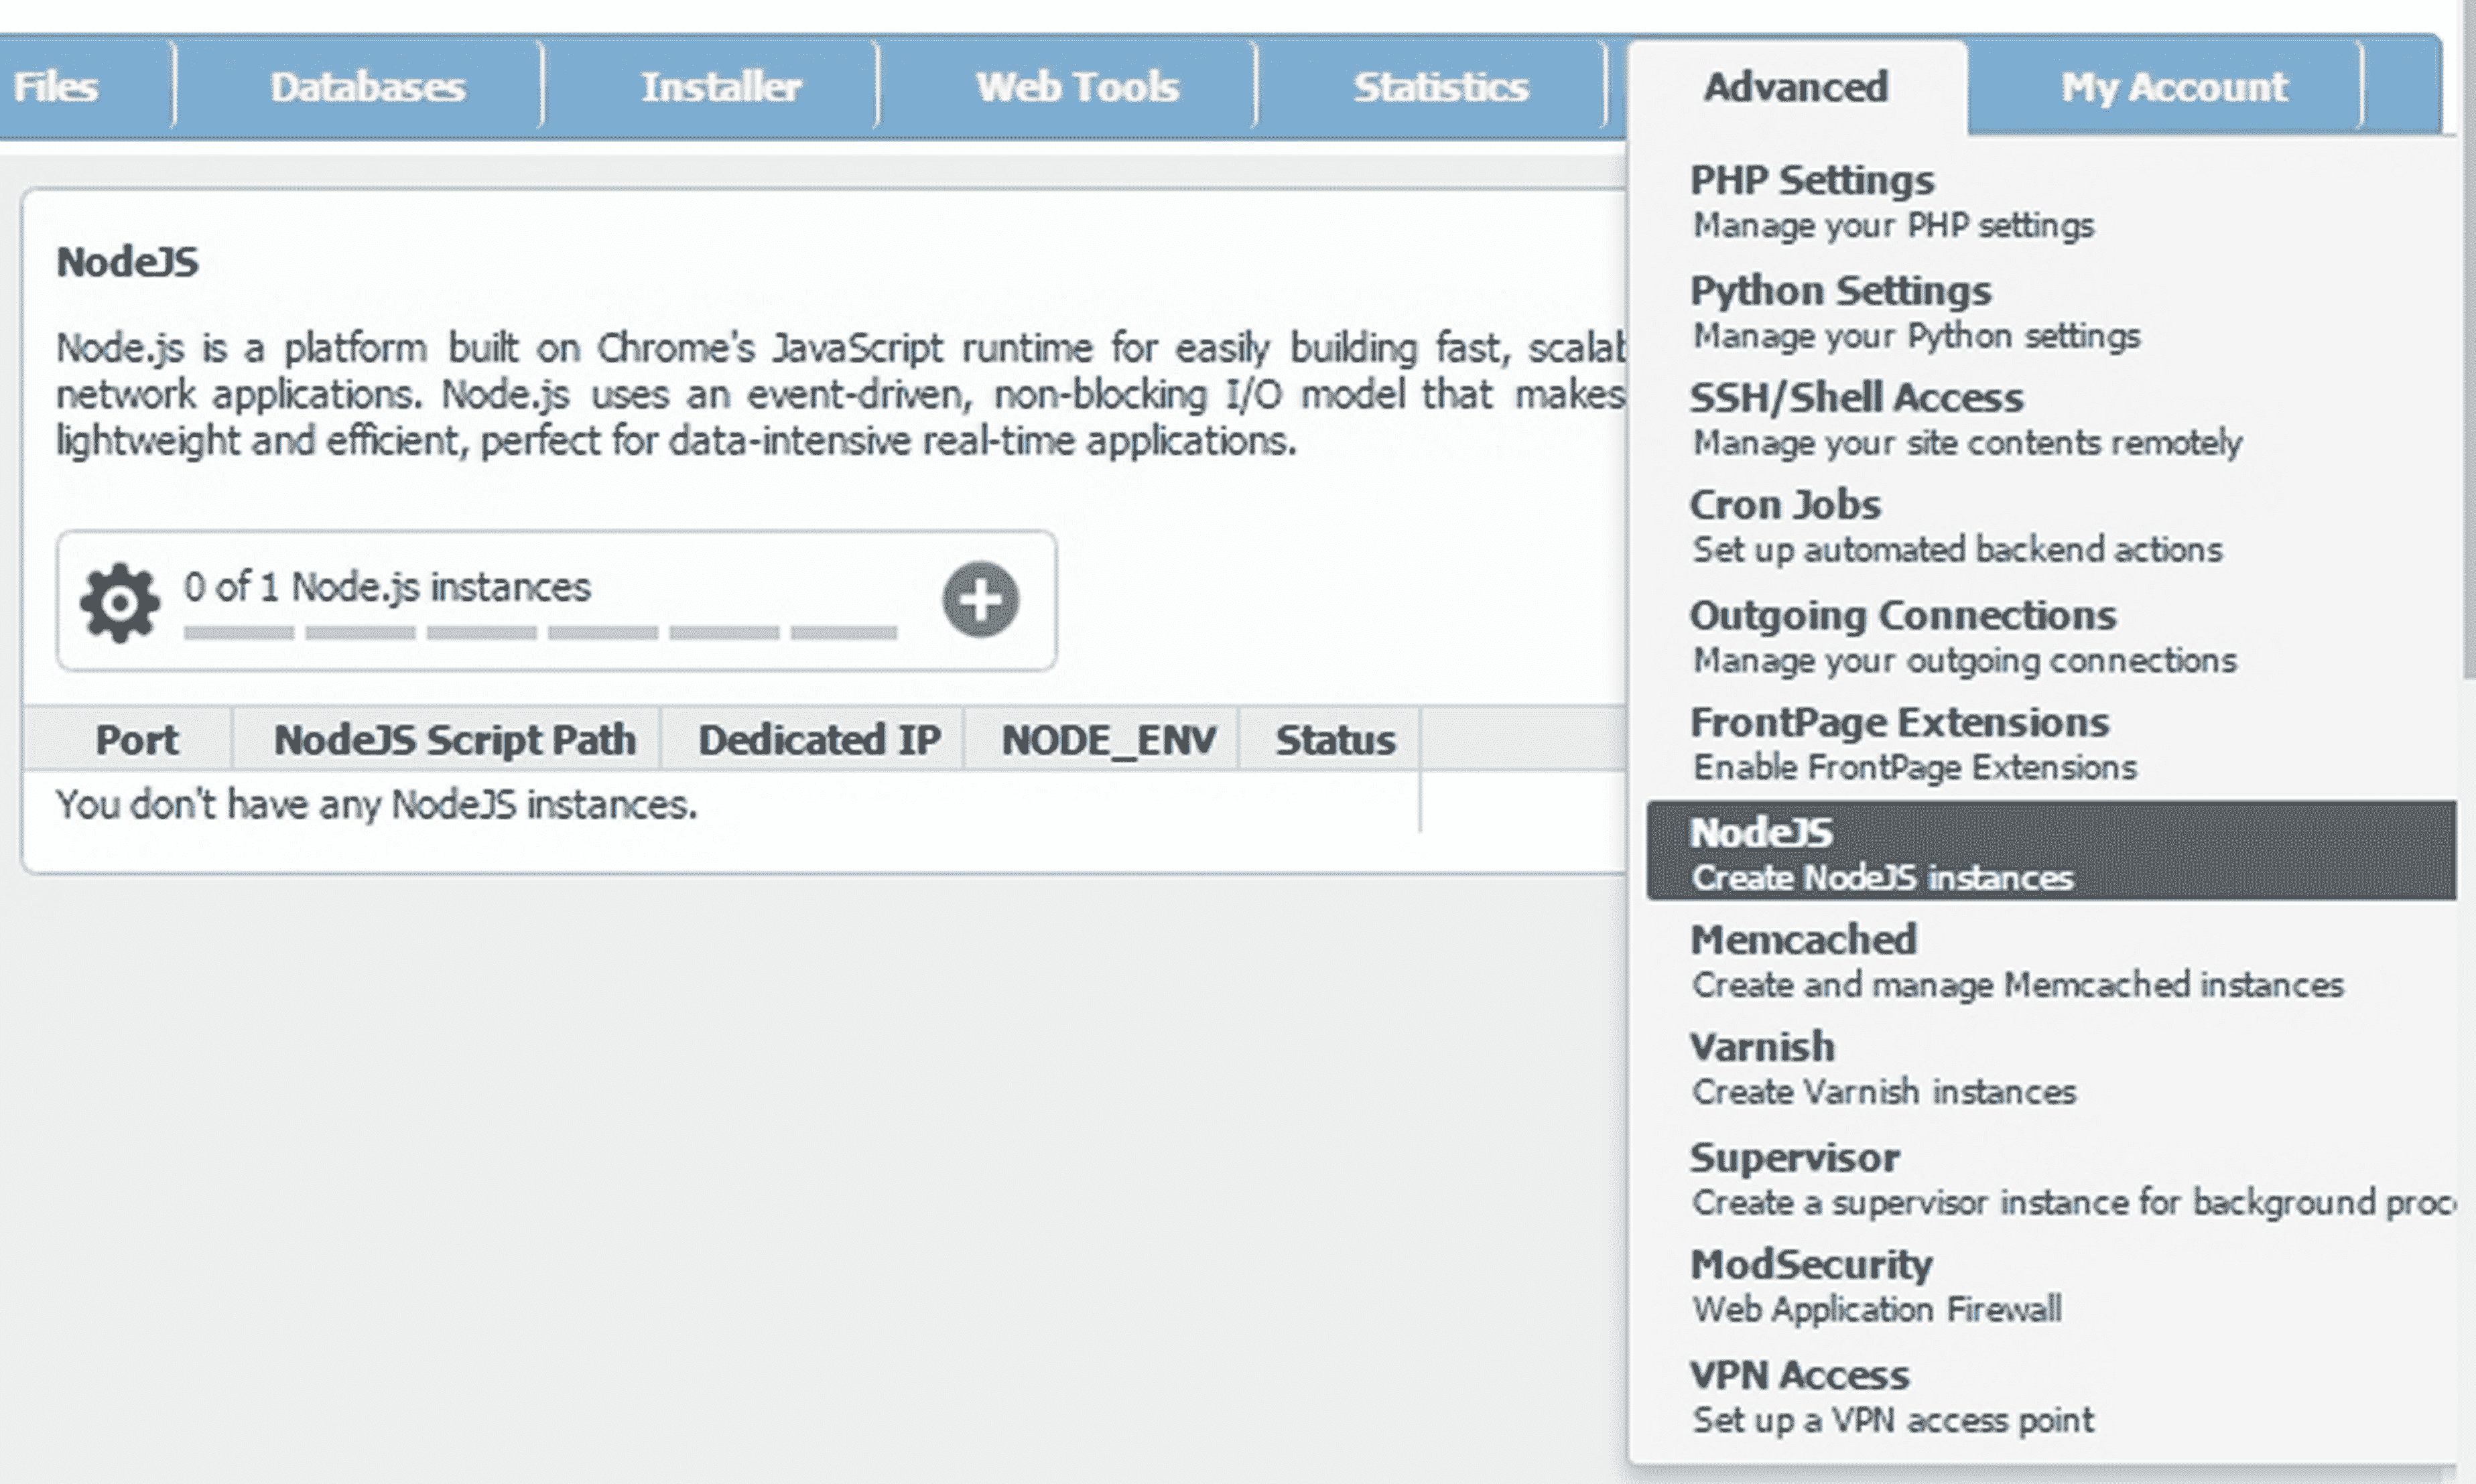 Files
Databases
Installer
Web Tools
Statistics
Advanced
My Account
NodeJS
Node.js is a platform built on Chrome's JavaScript runtime for easily building fast,
network applications. Node.js uses an event-driven, non-blocking I/O model that makes
lightweight and efficient, perfect for data-intensive real-time applications.
0 of 1 Node.js instances
Port
NodeJS Script Path
Dedicated IP
NODE_ENV
Status
You don't have any NodeJS instances.
PHP Settings
Manage your PHP settings
Python Settings
Manage your Python settings
SSH/Shell Access
Manage your site contents remotely
Cron Jobs
Set up automated backend actions
Outgoing Connections
Manage your outgoing connections
FrontPage Extensions
Enable FrontPage Extensions
NodeJS
Create NodeJS instances
Memcached
Create and manage Memcached instances
Varnish
Create Varnish instances
Supervisor
Create a supervisor instance for background
ModSecurity
Web Application Firewall
VPN Access
Set up a VPN access point